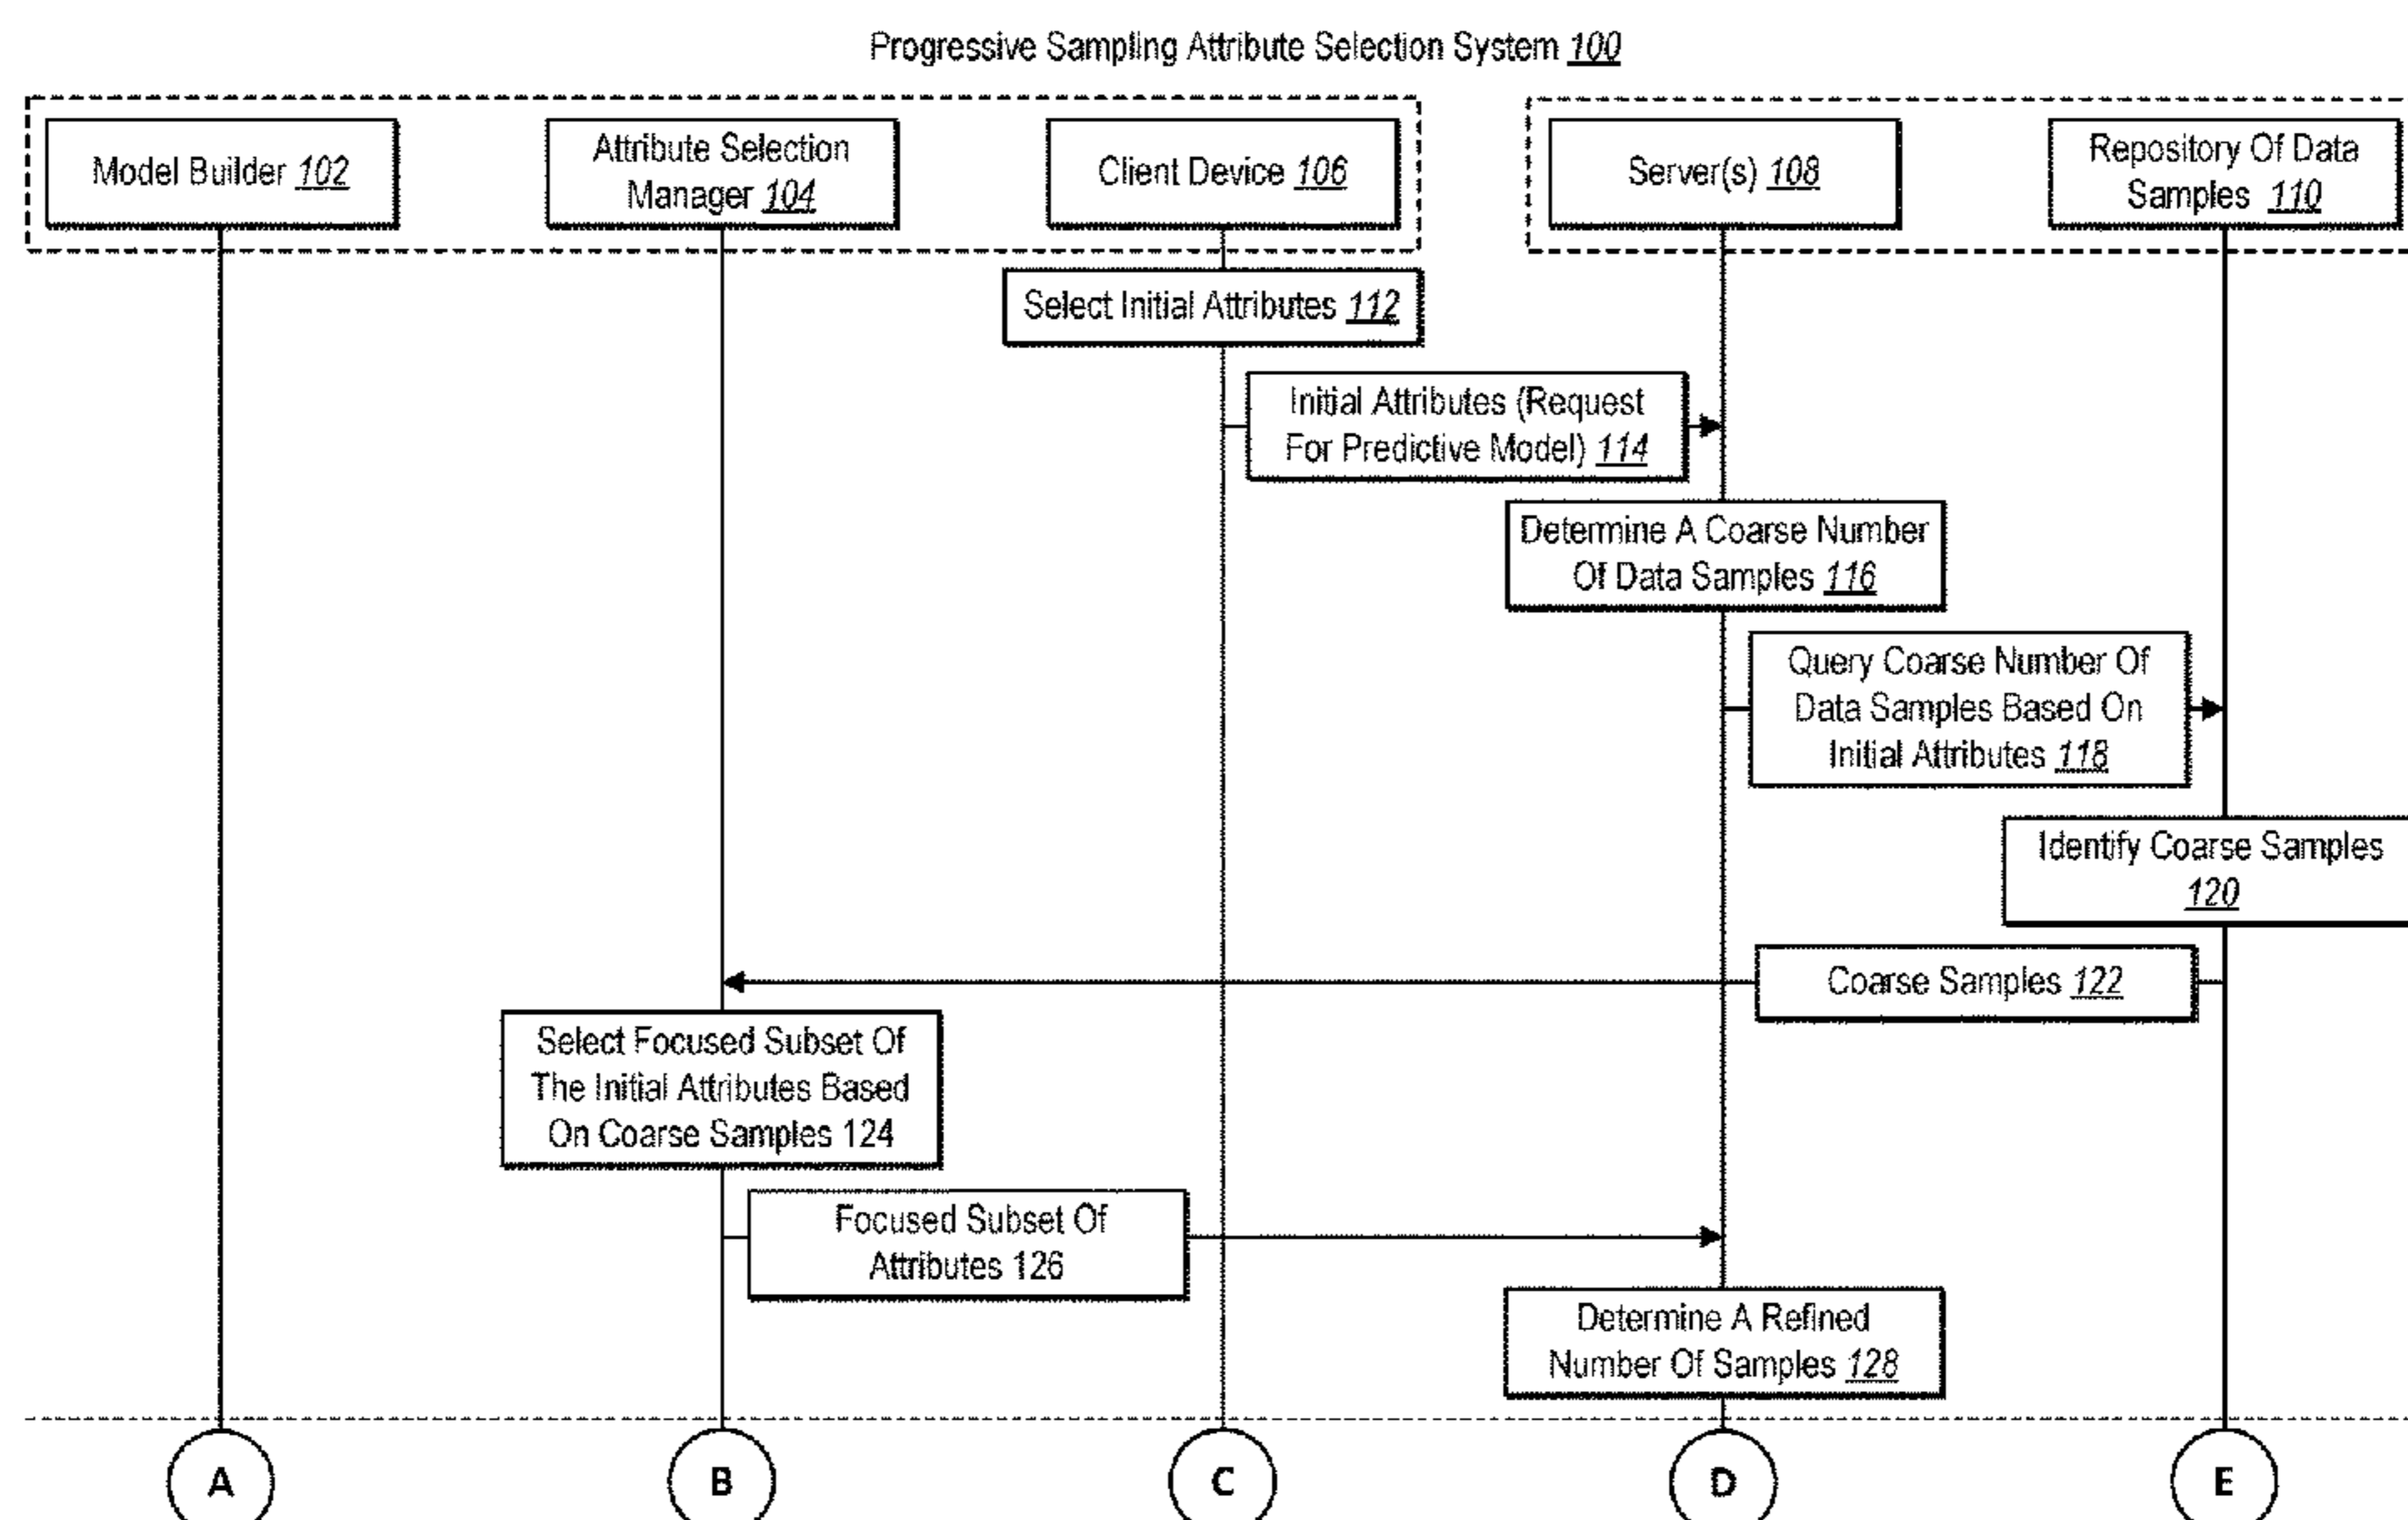 Progressive Sampling Attribute Selection System 100
Model Builder 102
Attribute Selection
Manager 104
Client Device 106
Server(s) 108
Repository Of Data
Samples 110
Select Initial Attributes 112
Initial Attributes (Request
For Predictive Model) 114
Determine A Coarse Number
Of Data Samples 116
Query Coarse Number Of
Data Samples Based On
Initial Attributes 118
Identify Coarse Samples
120
Coarse Samples 122
Select Focused Subset Of
The Initial Attributes Based
On Coarse Samples 124
Focused Subset Of
Attributes 126
Determine A Refined
Number Of Samples 128
A
B
C
D
E